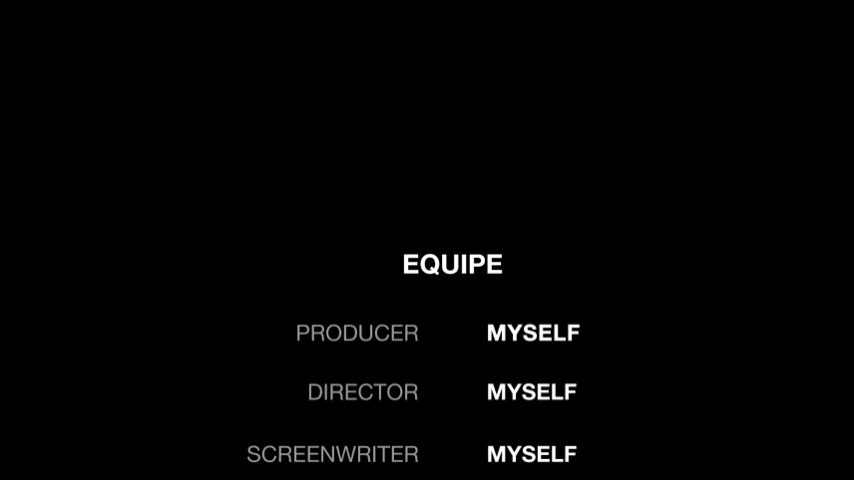 EQUIPE
PRODUCER MYSELF
DIRECTOR MYSELF
SCREENWRITER MYSELF